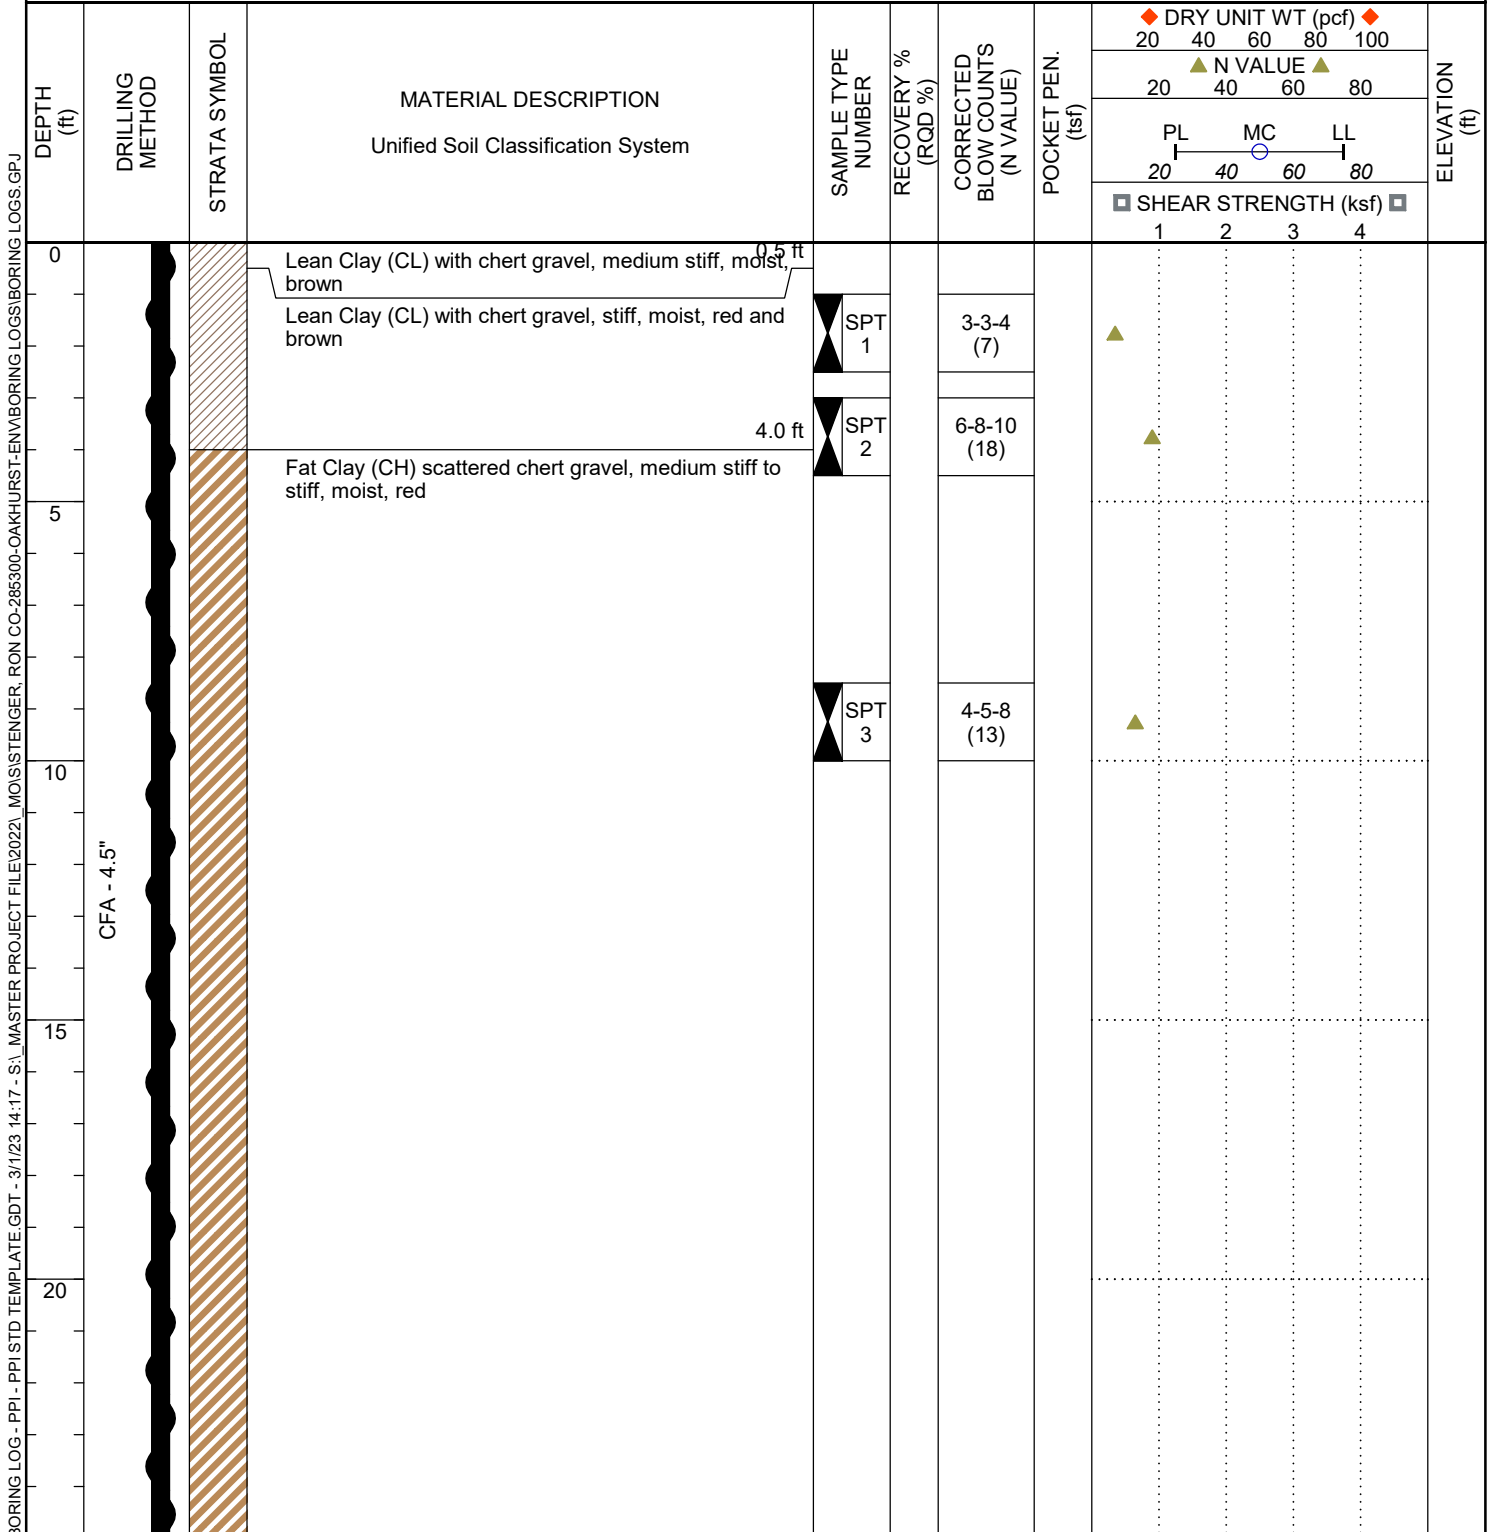 DEPTH
(ft)
DRILLING
METHOD
STRATA SYMBOL
MATERIAL DESCRIPTION
Unified Soil Classification System
SAMPLE TYPE
NUMBER
RECOVERY %
(RQD %)
CORRECTED
BLOW COUNTS
(N VALUE)
POCKET PEN.
(tsf)
DRY UNIT WT (pcf)
20 40 60 80 100
N VALUE
20 40 60 80
PL MC LL
20 40 60 80
SHEAR STRENGTH (ksf)
1 2 3 4
ELEVATION
(ft)
0
0.5 ft
Lean Clay (CL) with chert gravel, medium stiff, moist,
brown
Lean Clay (CL) with chert gravel, stiff, moist, red and
brown
SPT
1
3-3-4
(7)
4.0 ft
SPT
2
6-8-10
(18)
Fat Clay (CH) scattered chert gravel, medium stiff to
stiff, moist, red
5
SPT
3
4-5-8
(13)
10
CFA - 4.5"
15
20
BORING LOG - PPI - PPI STD TEMPLATE.GDT - 3/1/23 14:17 - S:\_MASTER PROJECT FILE\2022\_MO\S\STENGER, RON CO-285300-OAKHURST-ENV\BORING LOGS\BORING LOGS.GPJ